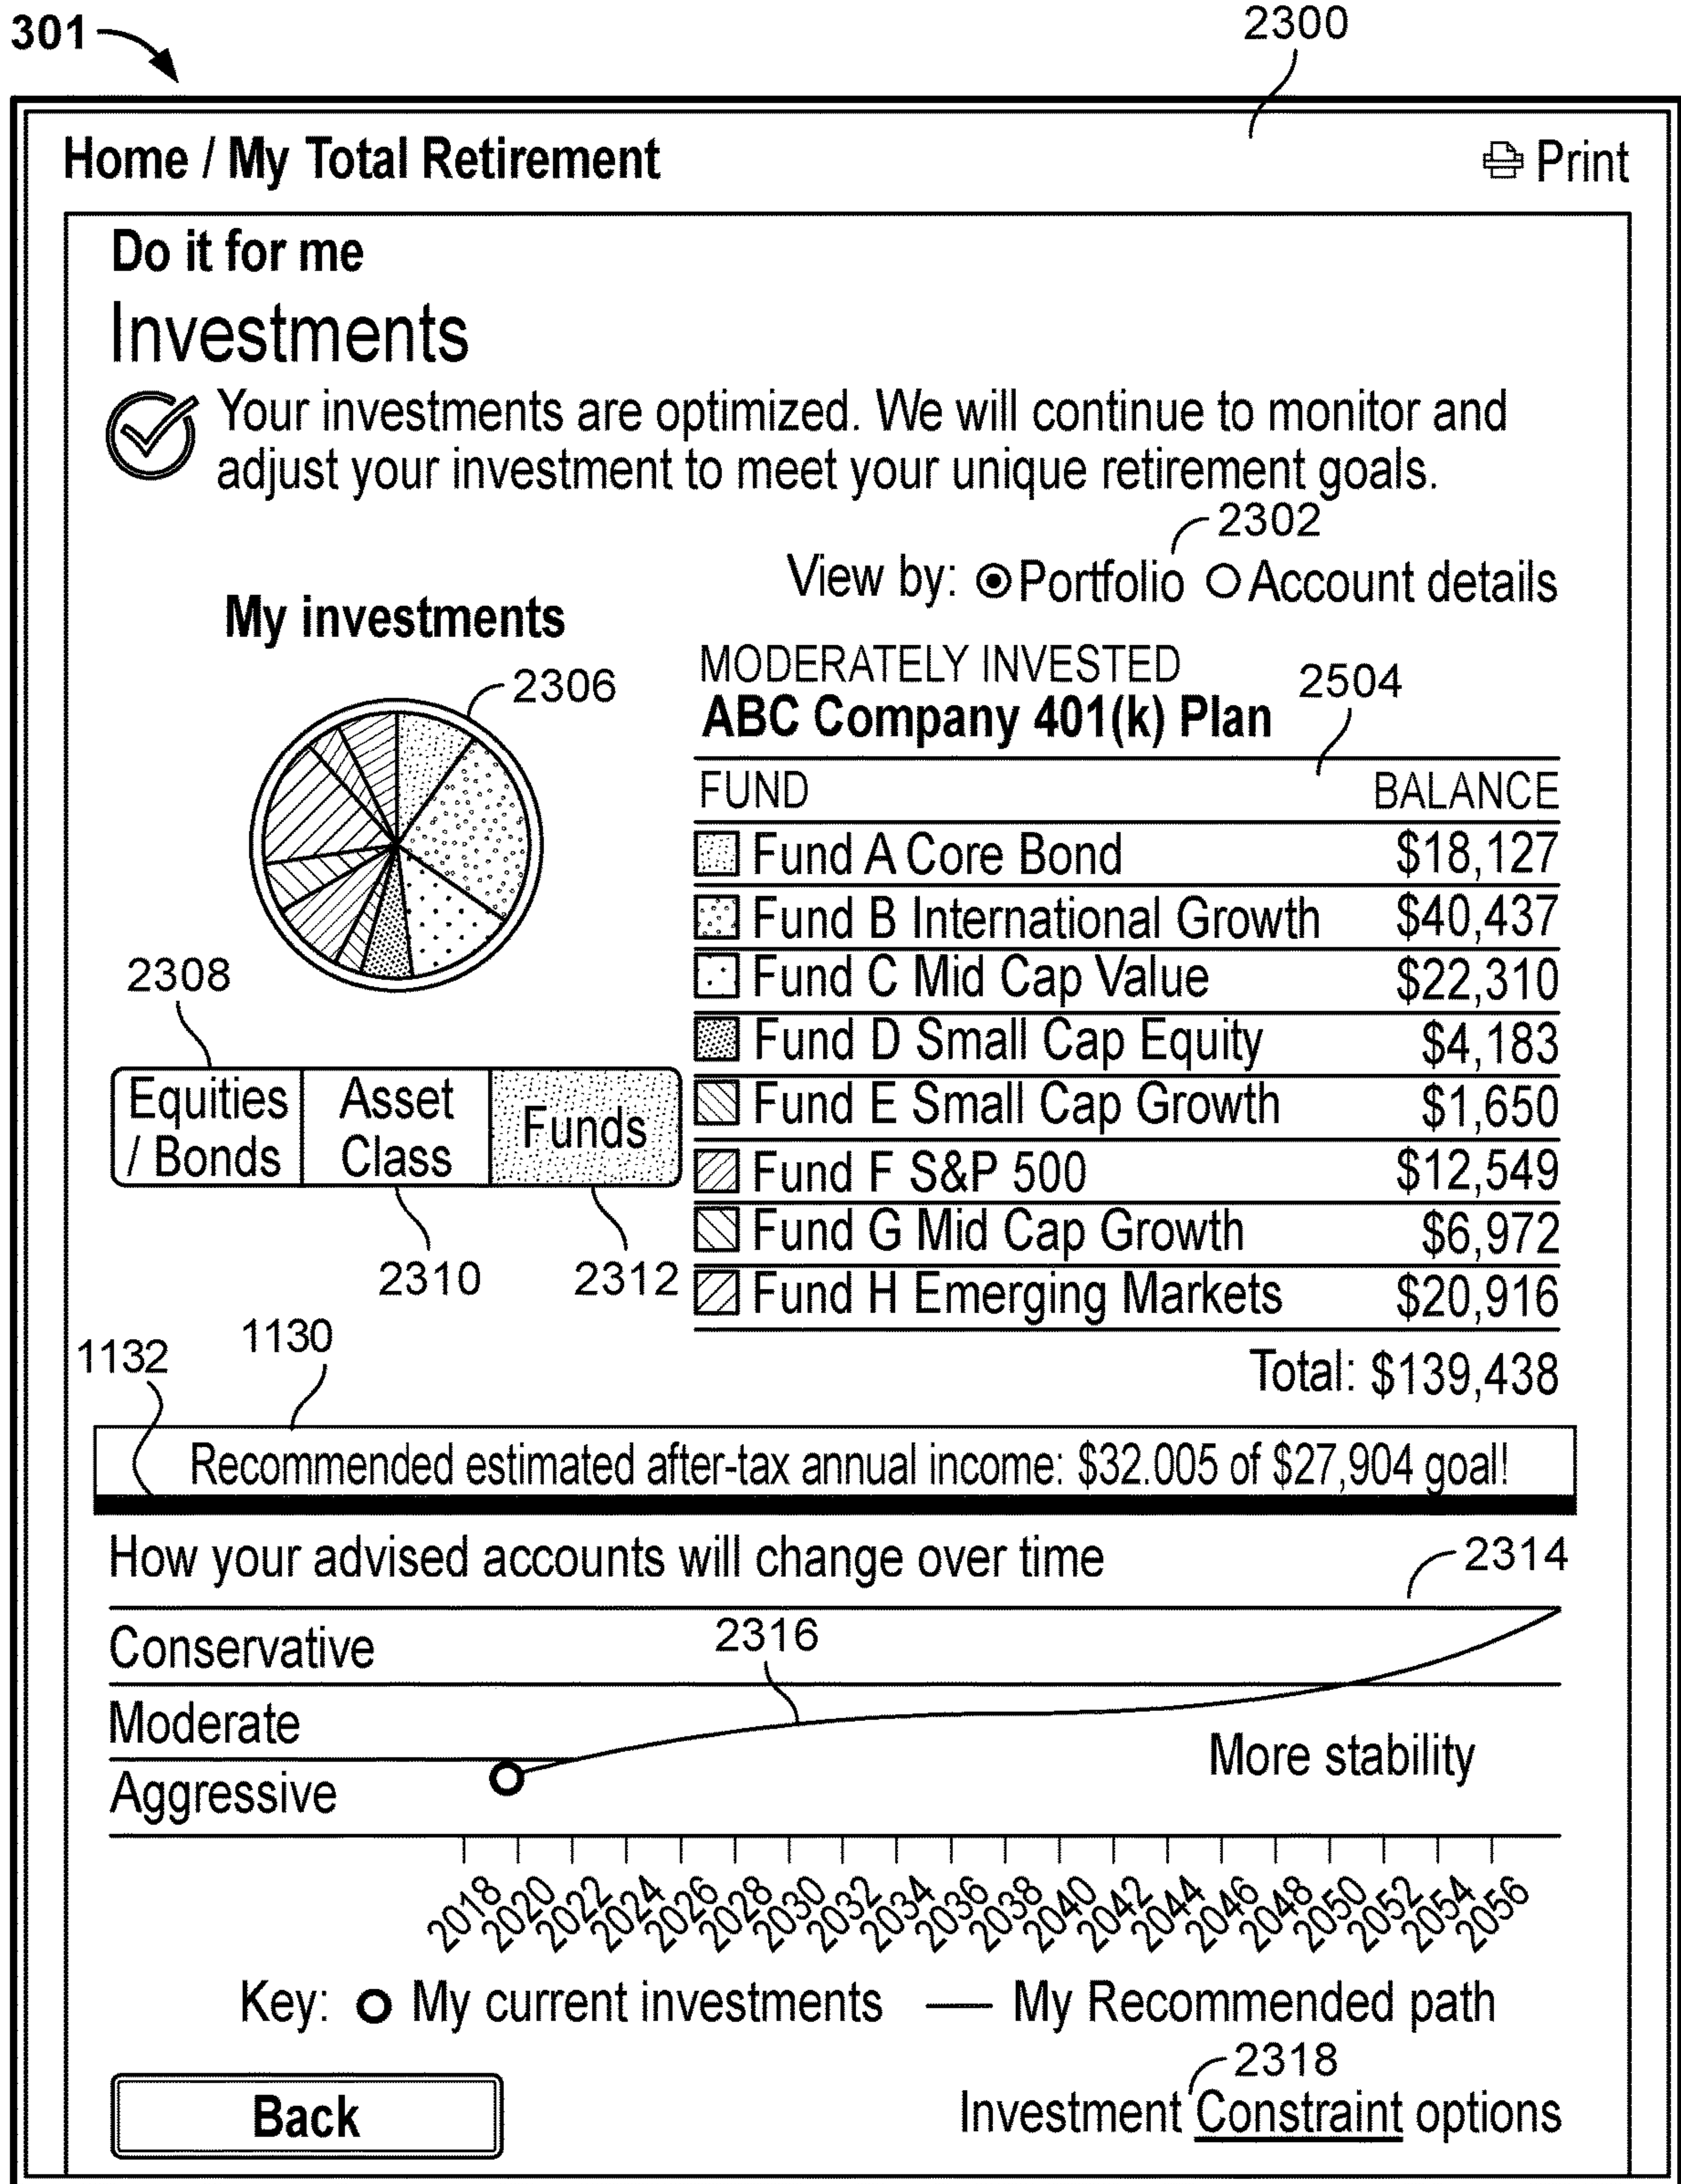 301
2300
Home / My Total Retirement
Print
Do it for me
Investments
Your investments are optimized. We will continue to monitor and
adjust your investment to meet your unique retirement goals.
2302
View by: Portfolio Account details
My investments
2306
MODERATELY INVESTED
2504
ABC Company 401(k) Plan
FUND BALANCE
Fund A Core Bond $18,127
Fund B International Growth $40,437
Fund C Mid Cap Value $22,310
Fund D Small Cap Equity $4,183
Fund E Small Cap Growth $1,650
Fund F S&P 500 $12,549
Fund G Mid Cap Growth $6,972
Fund H Emerging Markets $20,916
Total: $139,438
2308
Equities
/ Bonds
Asset
Class
Funds
2310
2312
1132
1130
Recommended estimated after-tax annual income: $32.005 of $27,904 goal!
How your advised accounts will change over time
2314
Conservative
2316
Moderate
More stability
Aggressive
2018 2020 2022 2024 2026 2028 2030 2032 2034 2036 2038 2040 2042 2044 2046 2048 2050 2052 2054 2056
Key: My current investments My Recommended path
2318
Back
Investment Constraint options